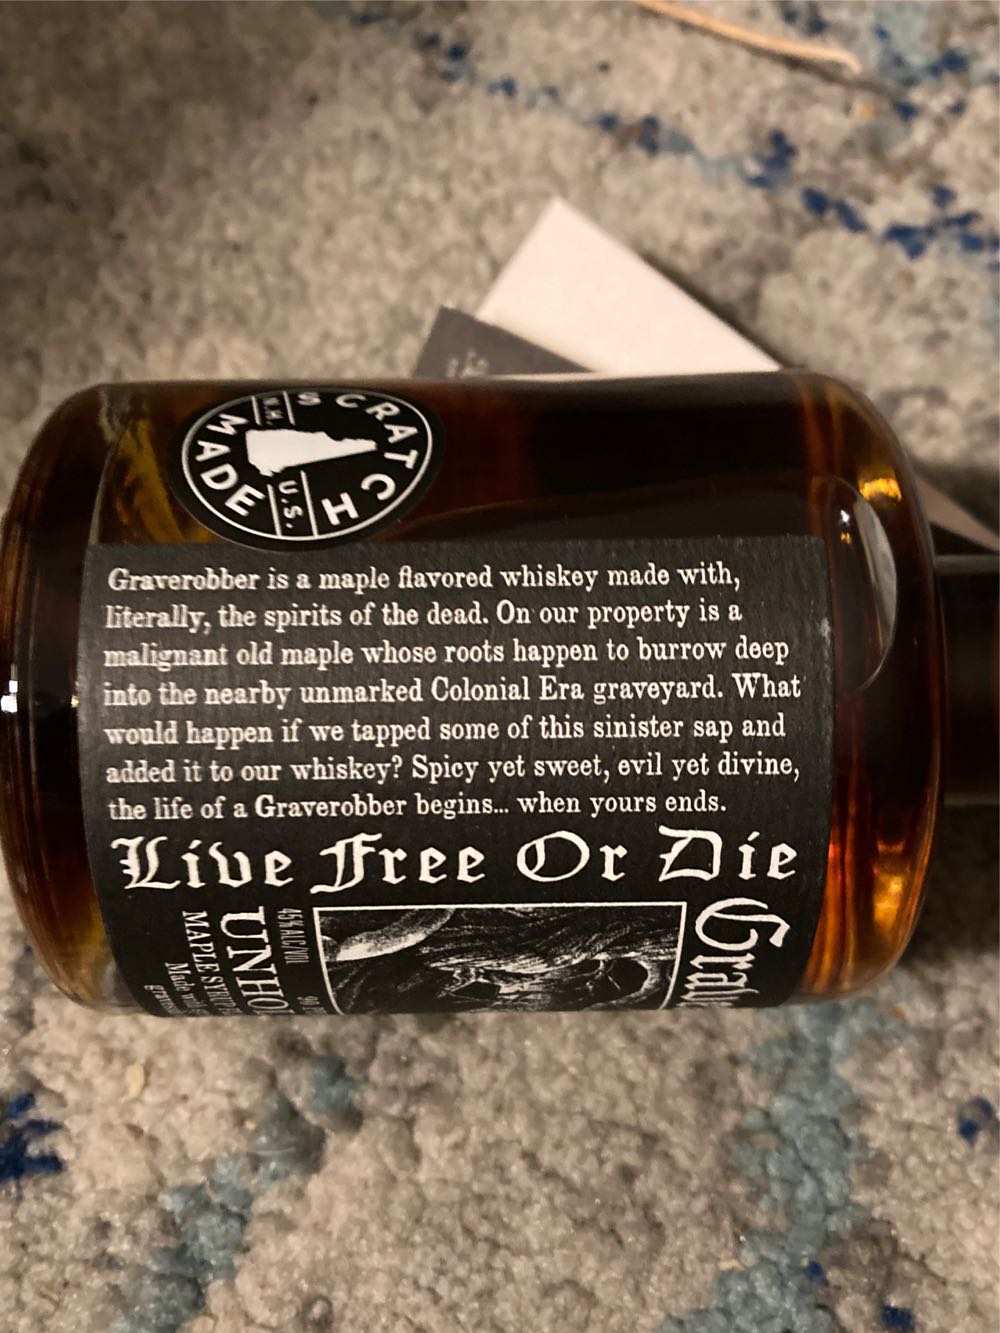 SCRATCH
N.H. U.S.
MADE
Graverobber is a maple flavored whiskey made with,
literally, the spirits of the dead. On our property is a
malignant old maple whose roots happen to burrow deep
into the nearby unmarked Colonial Era graveyard. What
would happen if we tapped some of this sinister sap and
added it to our whiskey? Spicy yet sweet, evil yet divine,
the life of a Graverobber begins... when yours ends.
Live Free Or Die
45% ALC/VOL
UNHO
MAPLE
Made